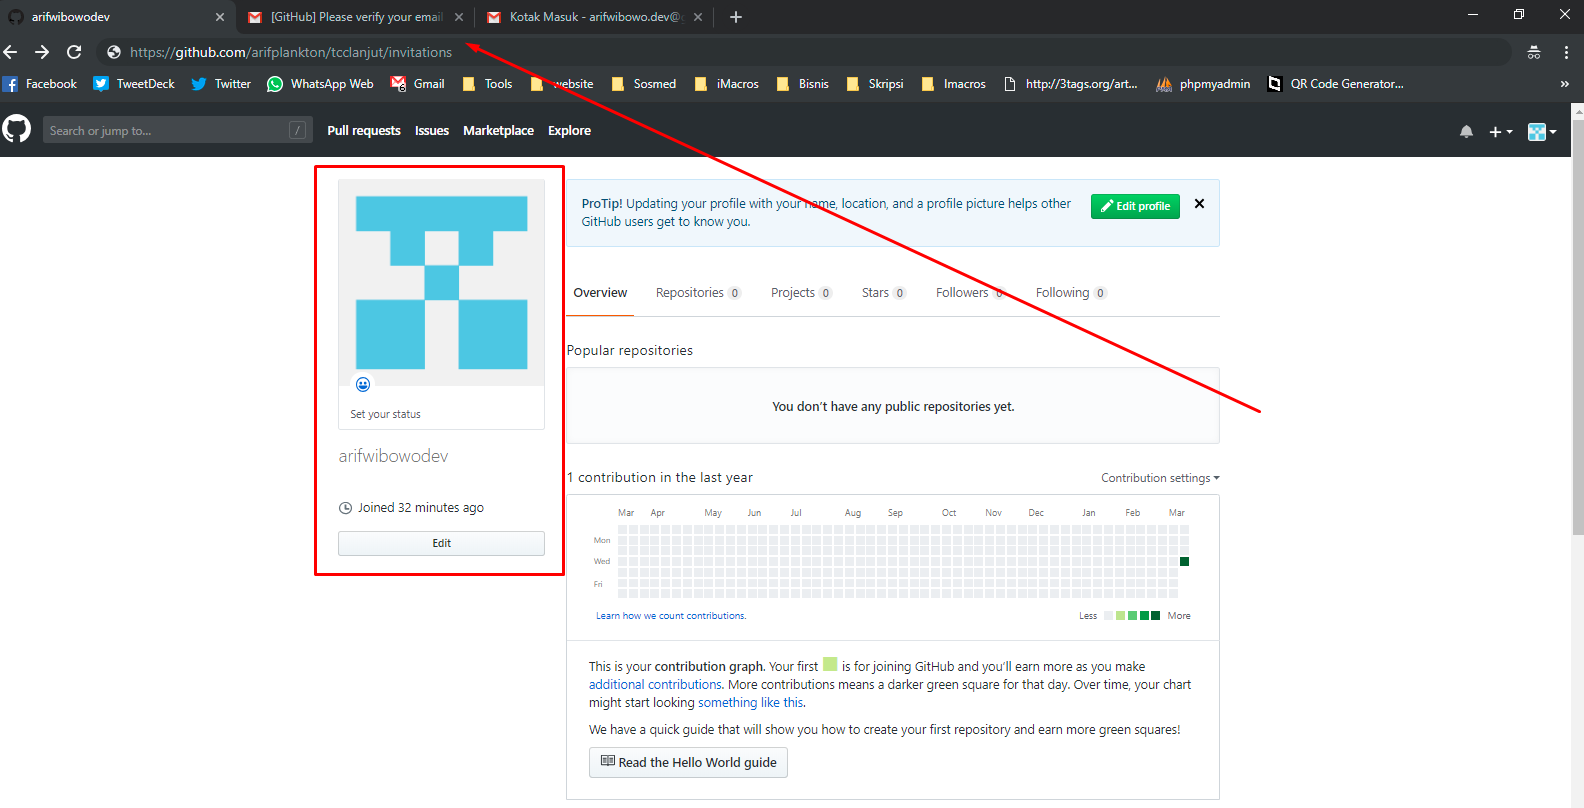 arifwibowodev
[GitHub] Please verify your email
Kotak Masuk - arifwibowo.dev@g
https://github.com/arifplankton/tcclanjut/invitations
Facebook TweetDeck Twitter WhatsApp Web Gmail Tools website Sosmed iMacros Bisnis Skripsi Imacros http://3tags.org/art... phpmyadmin QR Code Generator... »
Search or jump to... / Pull requests Issues Marketplace Explore
Set your status
arifwibowodev
Joined 32 minutes ago
Edit
ProTip! Updating your profile with your name, location, and a profile picture helps other
GitHub users get to know you.
Edit profile
Overview Repositories 0 Projects 0 Stars 0 Followers 0 Following 0
Popular repositories
You don't have any public repositories yet.
1 contribution in the last year
Contribution settings
Mar Apr May Jun Jul Aug Sep Oct Nov Dec Jan Feb Mar
Mon
Wed
Fri
Learn how we count contributions.
Less More
This is your contribution graph. Your first is for joining GitHub and you'll earn more as you make
additional contributions. More contributions means a darker green square for that day. Over time, your chart
might start looking something like this.
We have a quick guide that will show you how to create your first repository and earn more green squares!
Read the Hello World guide